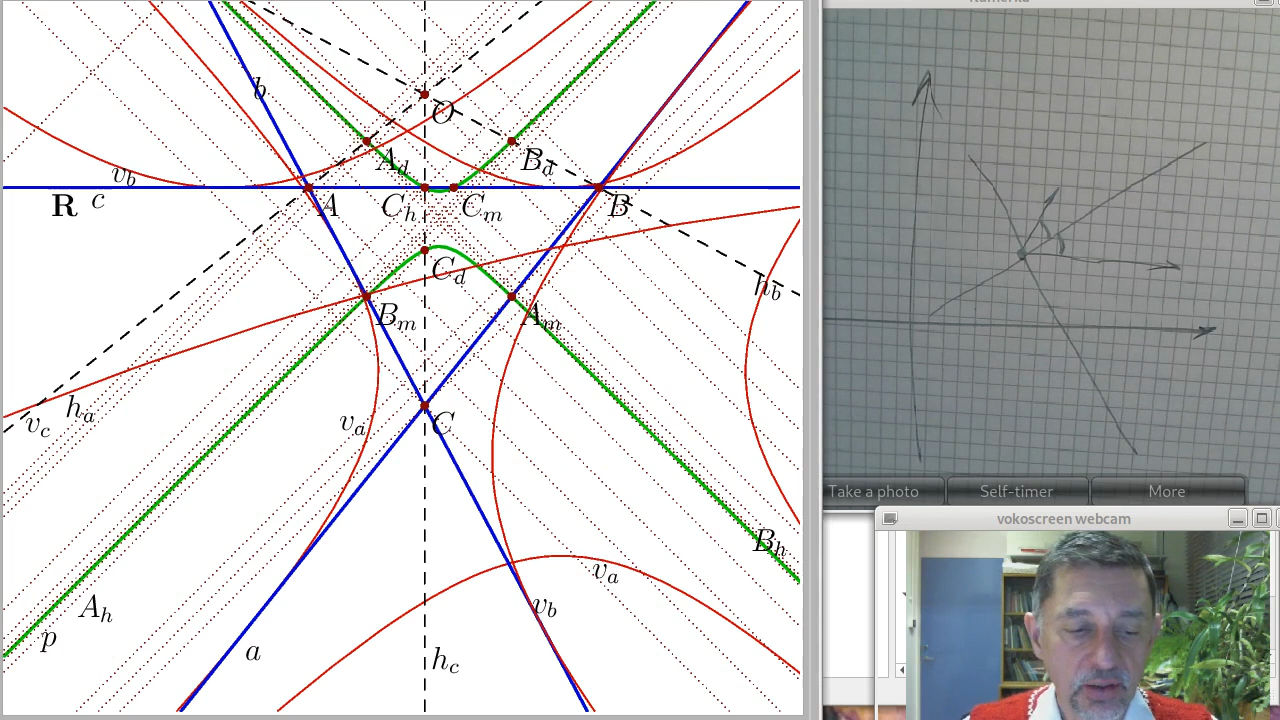 Kamerka
b
O
A_d
B_d
v_b
R c
A
C_h
C_m
B
C_d
h_b
B_m
A_m
h_a
v_c
v_a
C
B_h
v_a
A_h
v_b
p
a
h_c
Take a photo Self-timer More
vokoscreen webcam